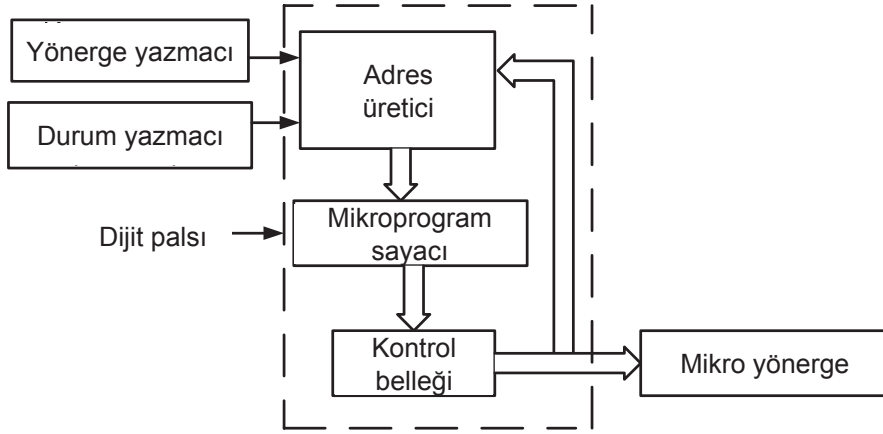 Yönerge yazmacı
Adres
üretici
Durum yazmacı
Mikroprogram
sayacı
Dijit palsı
Kontrol
belleği
Mikro yönerge